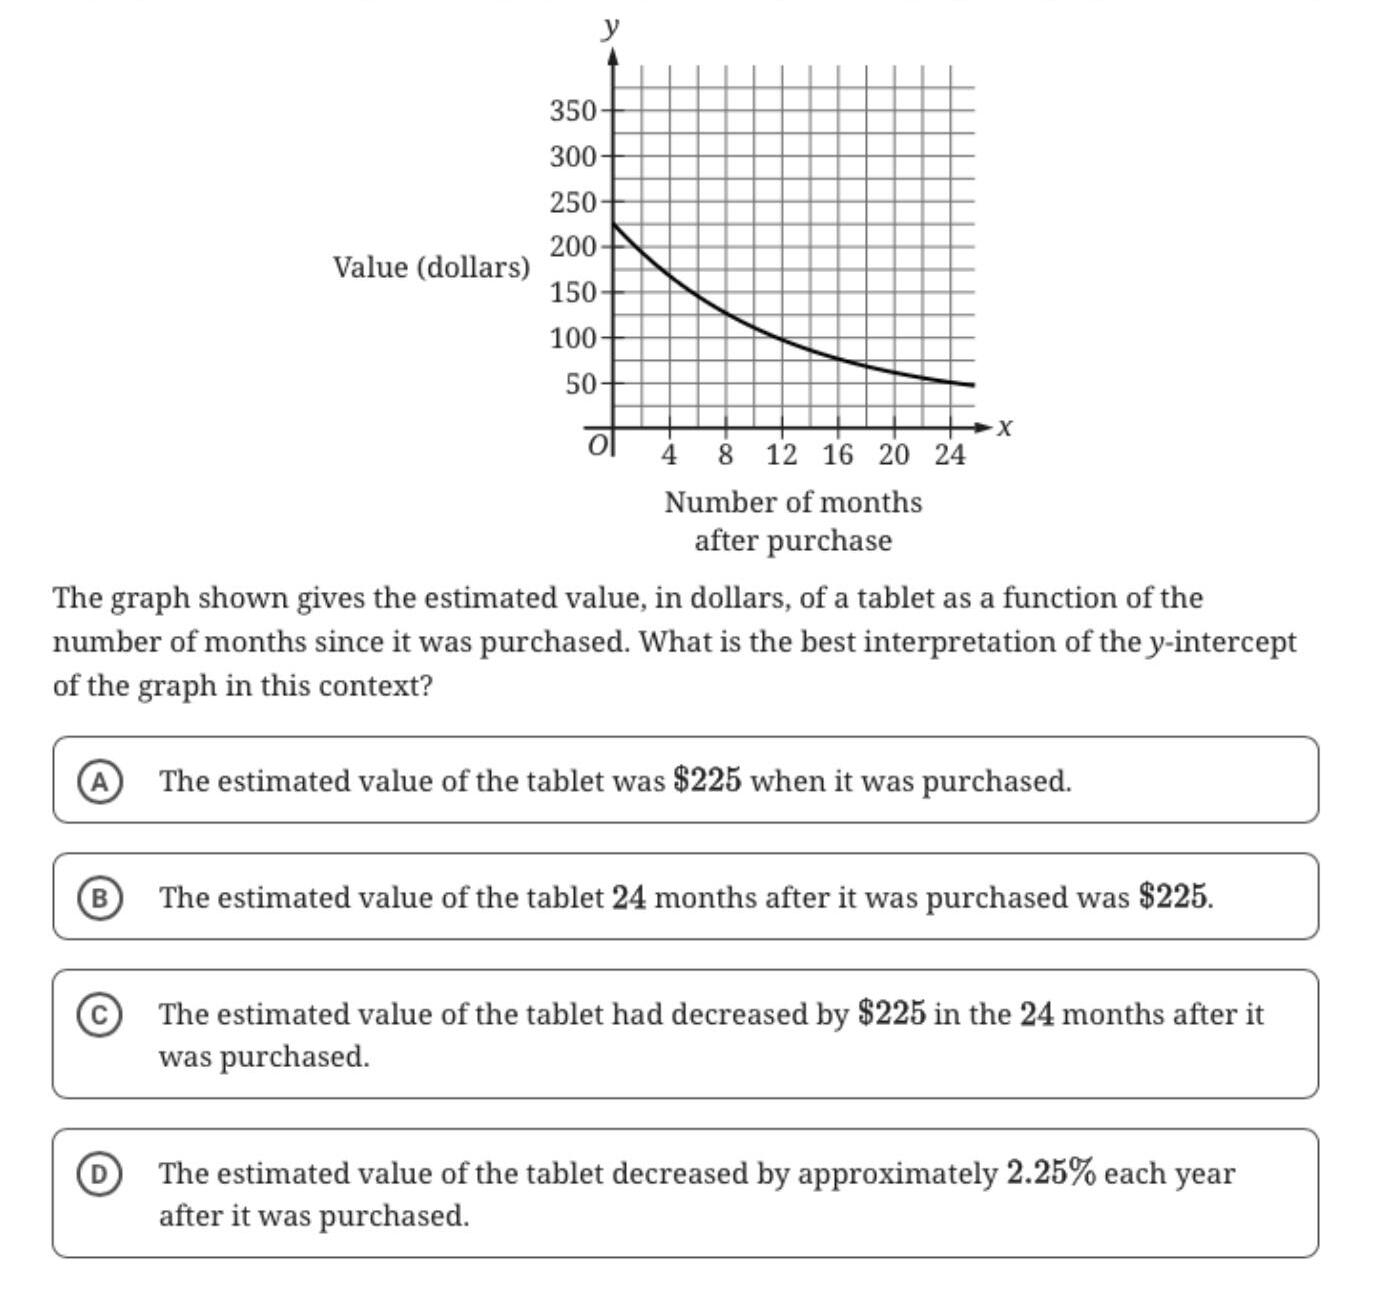 y
350
300
250
200
Value (dollars)
150
100
50
O
x
4 8 12 16 20 24
Number of months
after purchase
The graph shown gives the estimated value, in dollars, of a tablet as a function of the
number of months since it was purchased. What is the best interpretation of the y-intercept
of the graph in this context?
A The estimated value of the tablet was $225 when it was purchased.
B The estimated value of the tablet 24 months after it was purchased was $225.
C The estimated value of the tablet had decreased by $225 in the 24 months after it
was purchased.
D The estimated value of the tablet decreased by approximately 2.25% each year
after it was purchased.